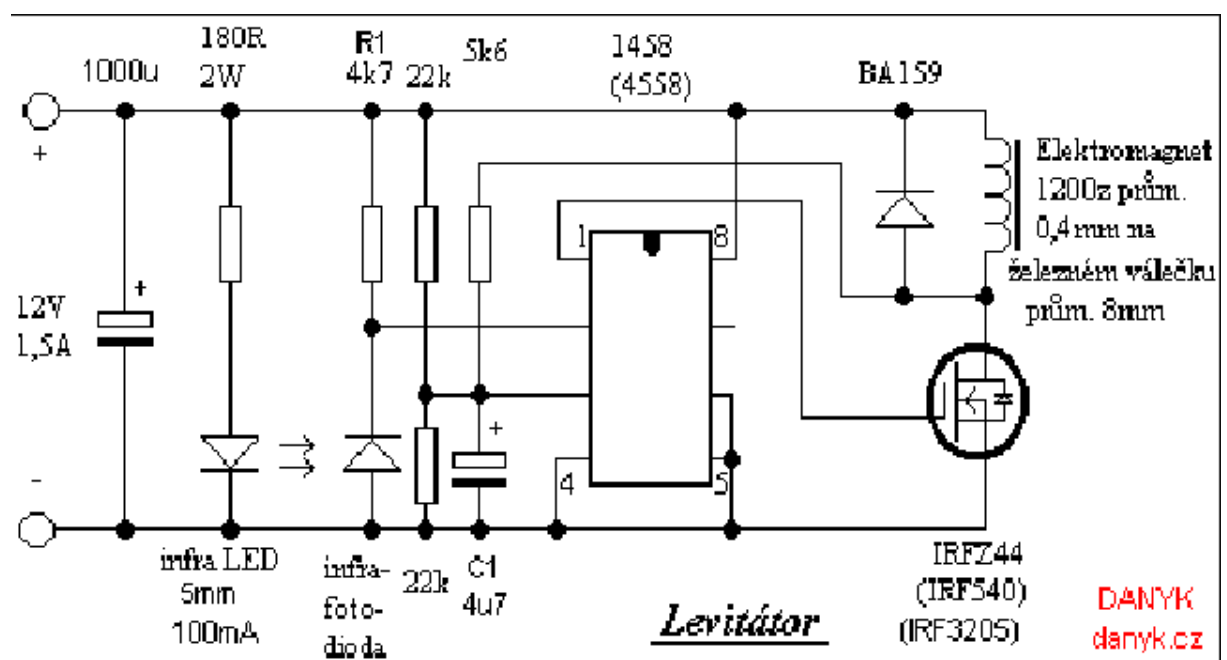 180R
2W
1000u
R1
4k7
22k
5k6
1458
(4558)
BA159
+
Elektromagnet
1200z prům.
0,4 mm na
železném válečku
prům. 8mm
1
8
+
12V
1,5A
+
4
5
-
infra LED
5mm
100mA
infra-
foto-
dioda
22k
C1
4u7
Levitátor
IRFZ44
(IRF540)
(IRF3205)
DANYK
danyk.cz